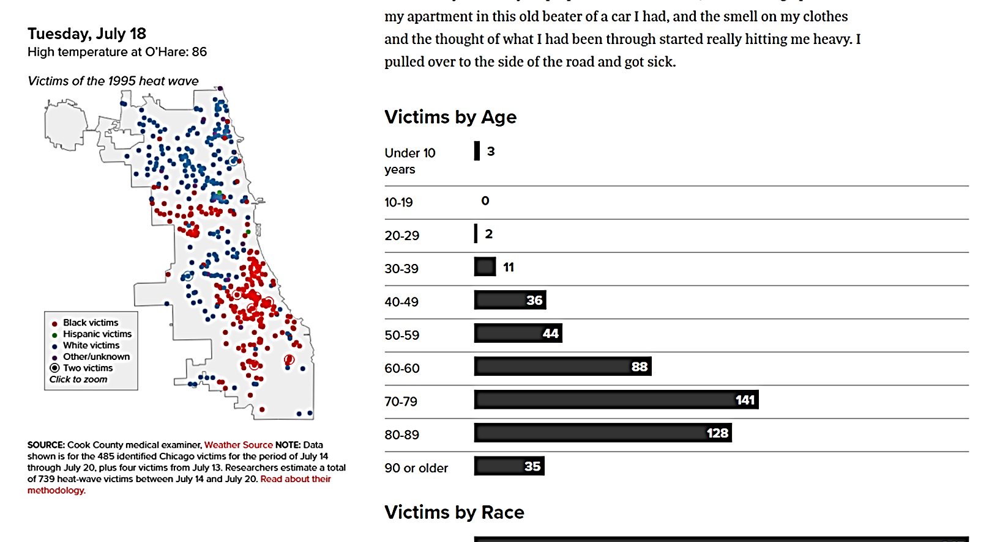 Tuesday, July 18
High temperature at O'Hare: 86
Victims of the 1995 heat wave
Black victims
Hispanic victims
White victims
Other/unknown
Two victims
Click to zoom
SOURCE: Cook County medical examiner, Weather Source NOTE: Data
shown is for the 485 identified Chicago victims for the period of July 14
through July 20, plus four victims from July 13. Researchers estimate a total
of 739 heat-wave victims between July 14 and July 20. Read about their
methodology.
my apartment in this old beater of a car I had, and the smell on my clothes
and the thought of what I had been through started really hitting me heavy. I
pulled over to the side of the road and got sick.
Victims by Age
Under 10
years
3
10-19
0
20-29
2
30-39
11
40-49
36
50-59
44
60-60
88
70-79
141
80-89
128
90 or older
35
Victims by Race